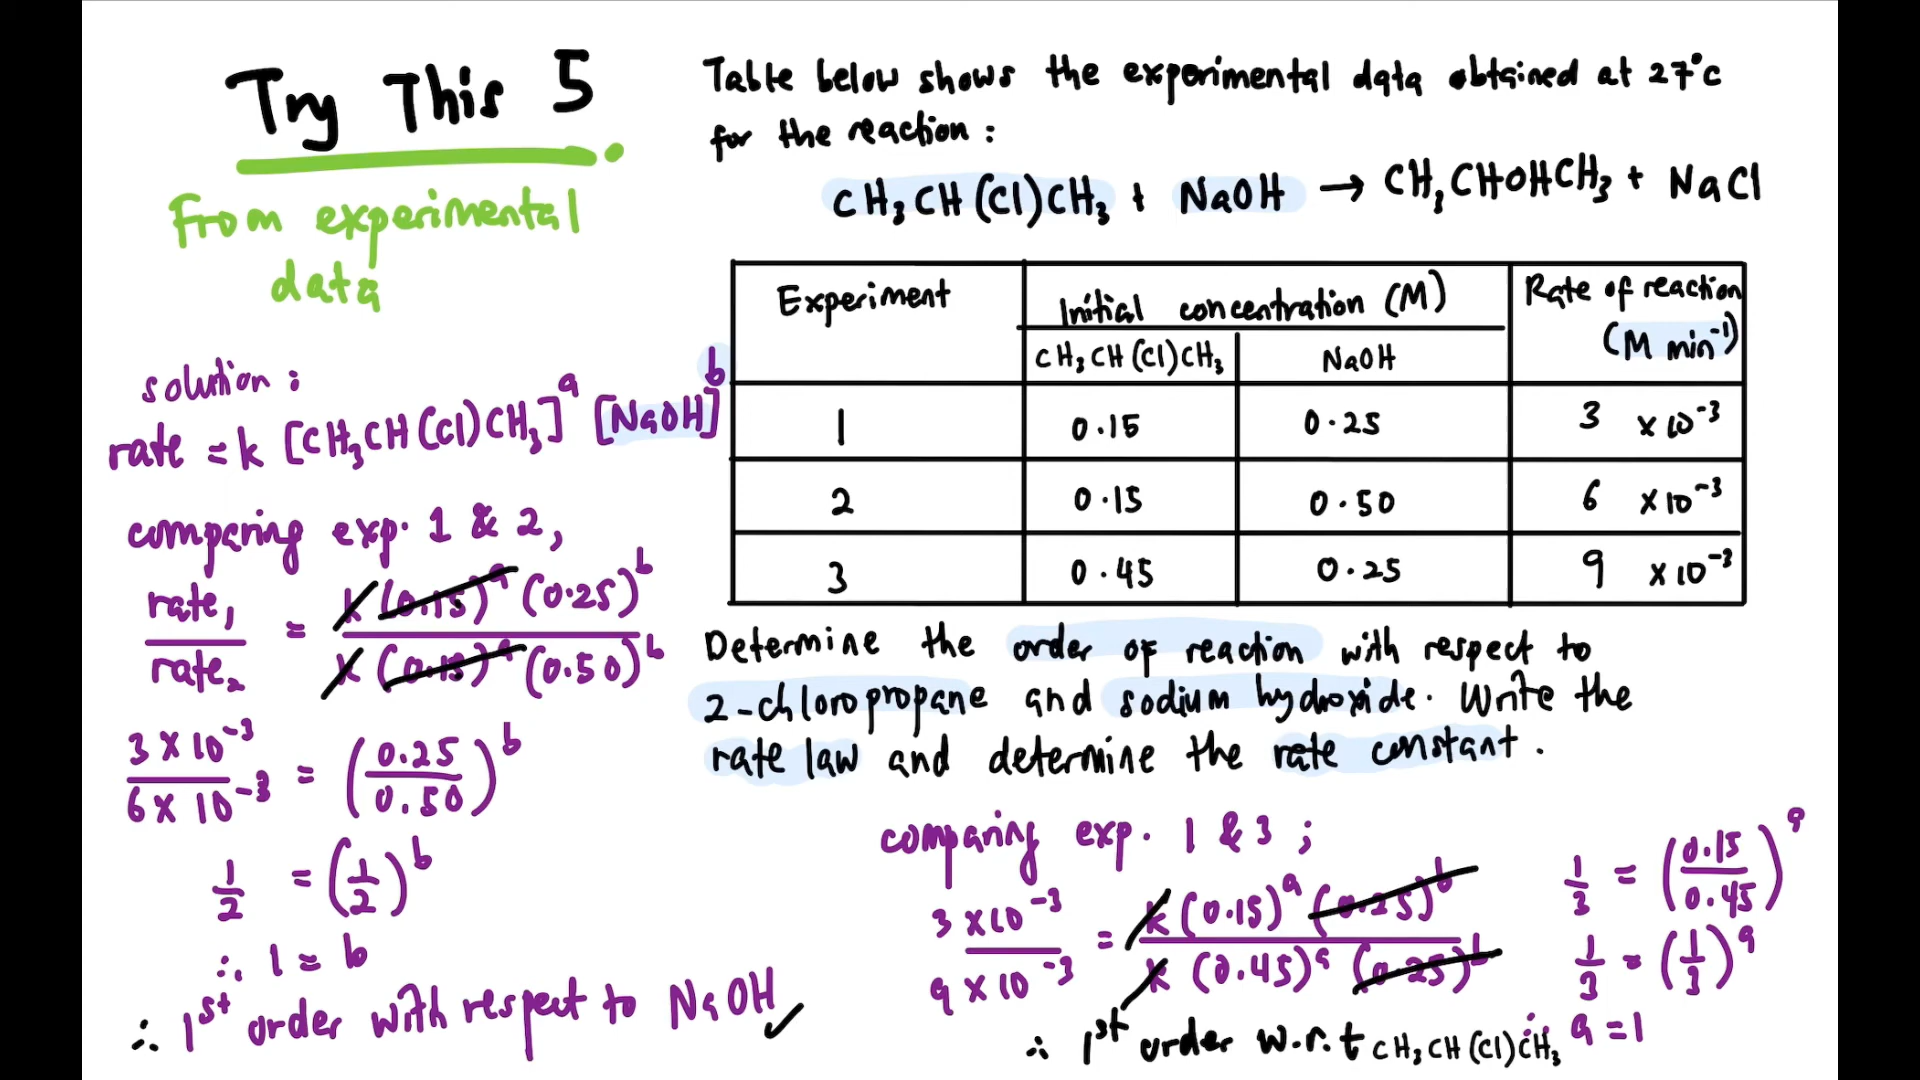 Try This 5
From experimental
data
Table below shows the experimental data obtained at 27°C
for the reaction :
CH₃CH(Cl)CH₃ + NaOH → CH₃CHOHCH₃ + NaCl
Experiment
Initial concentration (M)
Rate of reaction
(M min⁻¹)
CH₃CH(Cl)CH₃
NaOH
1 0.15 0.25 3 x10⁻³
2 0.15 0.50 6 x10⁻³
3 0.45 0.25 9 x10⁻³
Determine the order of reaction with respect to
2-chloropropane and sodium hydroxide. Write the
rate law and determine the rate constant.
solution :
rate = k [CH₃CH(Cl)CH₃]ᵃ [NaOH]ᵇ
comparing exp. 1 & 2,
rate₁ = k (0.15)ᵃ (0.25)ᵇ
rate₂ k (0.15)ᵃ (0.50)ᵇ
3 x 10⁻³ = (0.25
6 x 10⁻³ 0.50)ᵇ
1/2 = (1/2)ᵇ
∴ 1 = b
∴ 1st order with respect to NaOH ✓
comparing exp. 1 & 3 ;
3 x10⁻³ = k (0.15)ᵃ (0.25)ᵇ
9 x 10⁻³ k (0.45)ᵃ (0.25)ᵇ
1/3 = (0.15/0.45)ᵃ
1/3 = (1/3)ᵃ
∴ a = 1
∴ 1st order w.r.t CH₃CH(Cl)CH₃